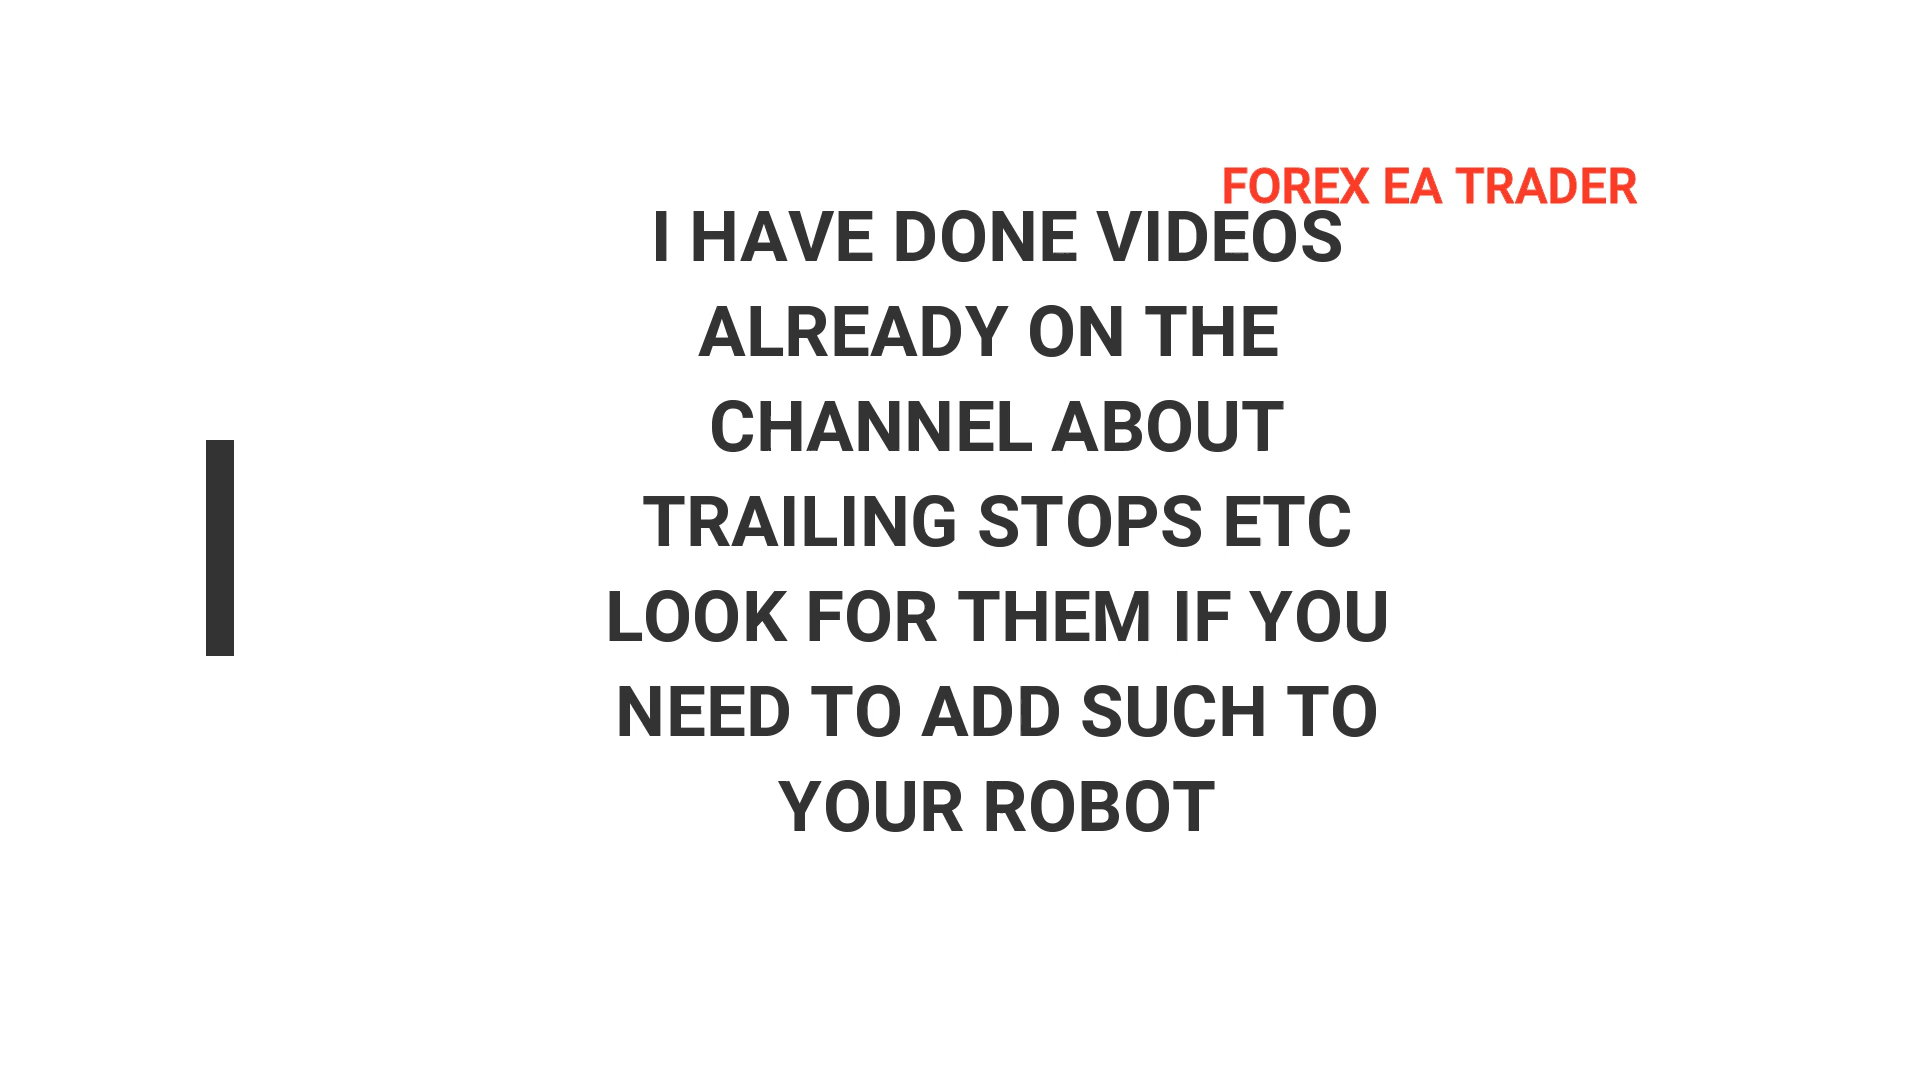 FOREX EA TRADER
I HAVE DONE VIDEOS
ALREADY ON THE
CHANNEL ABOUT
TRAILING STOPS ETC
LOOK FOR THEM IF YOU
NEED TO ADD SUCH TO
YOUR ROBOT